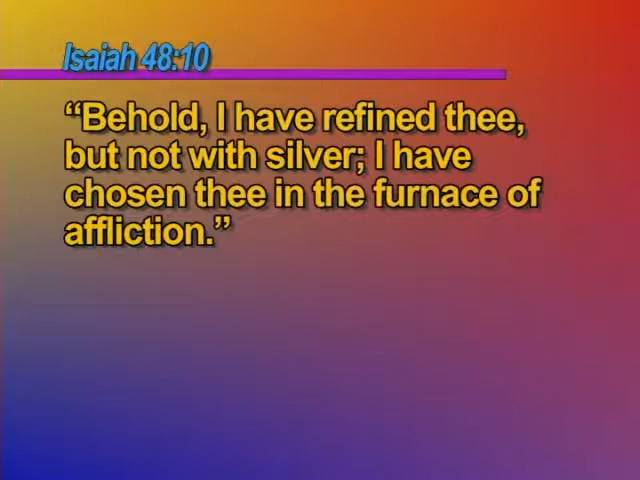 Isaiah 48:10
“Behold, I have refined thee,
but not with silver; I have
chosen thee in the furnace of
affliction.”